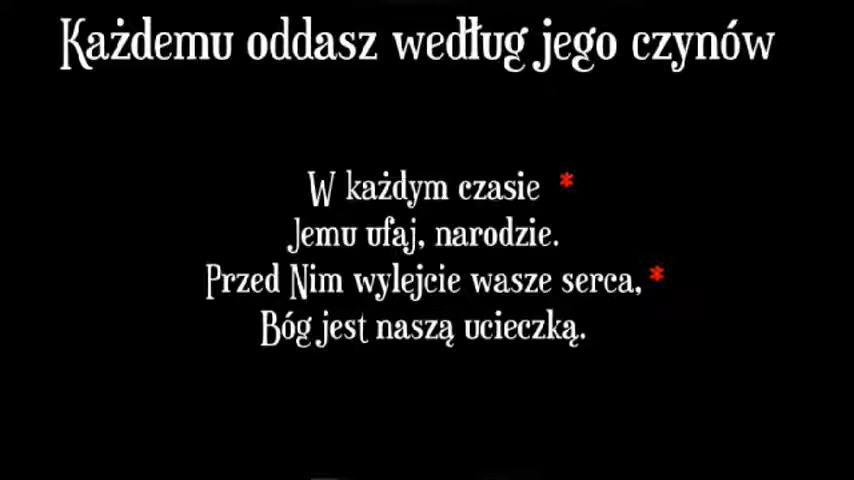 Każdemu oddasz według jego czynów
W każdym czasie *
Jemu ufaj, narodzie.
Przed Nim wylejcie wasze serca, *
Bóg jest naszą ucieczką.